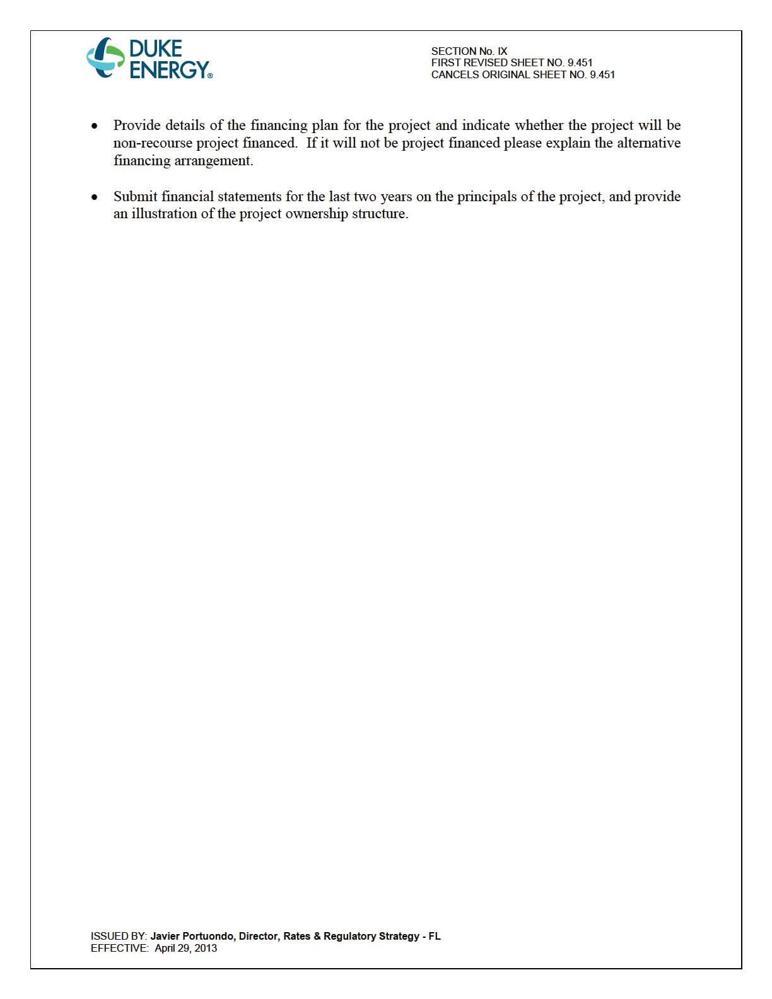 DUKE
ENERGY®
SECTION No. IX
FIRST REVISED SHEET NO. 9.451
CANCELS ORIGINAL SHEET NO. 9.451
• Provide details of the financing plan for the project and indicate whether the project will be
non-recourse project financed.  If it will not be project financed please explain the alternative
financing arrangement.
• Submit financial statements for the last two years on the principals of the project, and provide
an illustration of the project ownership structure.
ISSUED BY: Javier Portuondo, Director, Rates & Regulatory Strategy - FL
EFFECTIVE:  April 29, 2013